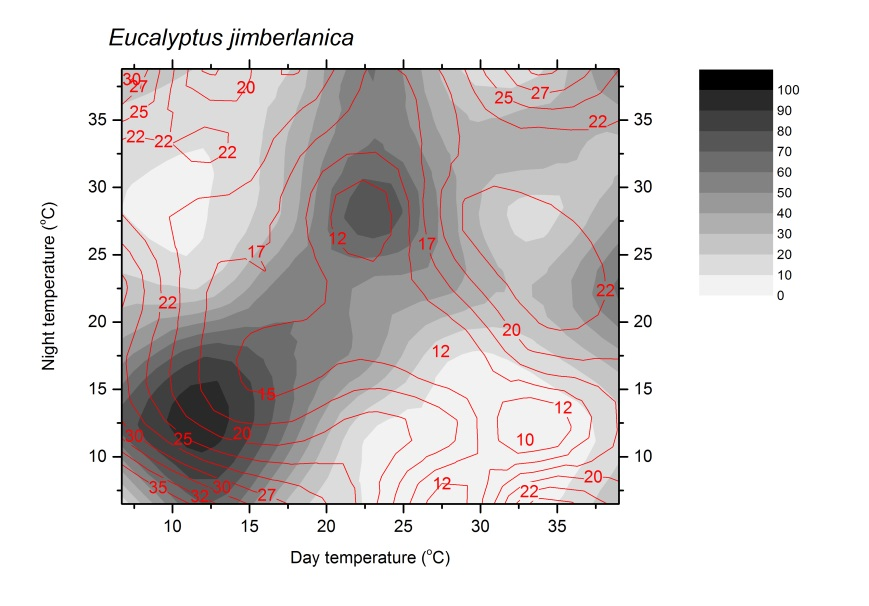 Eucalyptus jimberlanica
30 27 20 25 27
25 22
22 22 22
17 12 17
22 22
20
12
15 12
30 25 20 10
35 32 30 27 12 22 20
35 30 25 20 15 10
35 30 25 20 15 10
10 15 20 25 30 35
Night temperature (°C)
Day temperature (°C)
100
90
80
70
60
50
40
30
20
10
0